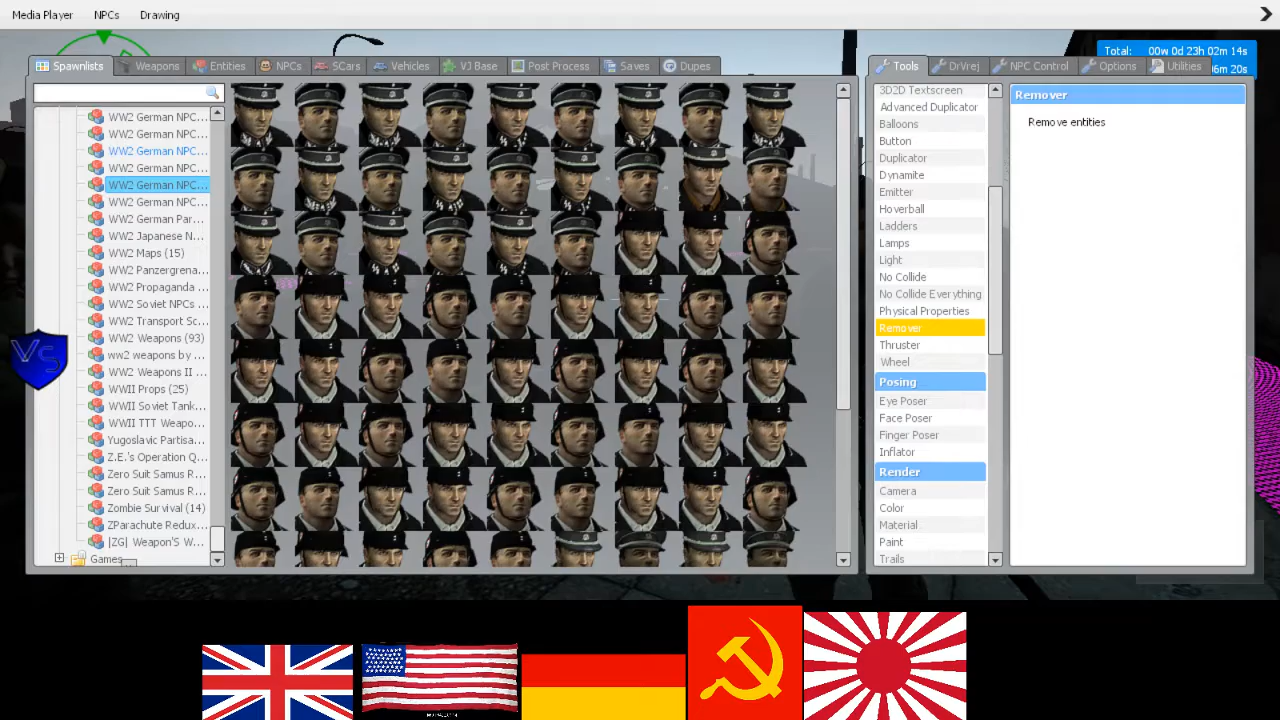 Media Player NPCs Drawing
Total: 00w 0d 23h 02m 14s
06m 20s
Spawnlists Weapons Entities NPCs SCars Vehicles VJ Base Post Process Saves Dupes
Tools DrVrej NPC Control Options Utilities
WW2 German NPC...
WW2 German NPC...
WW2 German NPC...
WW2 German NPC...
WW2 German NPC...
WW2 German NPC...
WW2 German Par...
WW2 Japanese N...
WW2 Maps (15)
WW2 Panzergrena...
WW2 Propaganda ...
WW2 Soviet NPCs ...
WW2 Transport Sc...
WW2 Weapons (93)
ww2 weapons by ...
WW2 Weapons II ...
WWII Props (25)
WWII Soviet Tank...
WWII TTT Weapo...
Yugoslavic Partisa...
Z.E.'s Operation Q...
Zero Suit Samus R...
Zero Suit Samus R...
Zombie Survival (14)
ZParachute Redux...
|ZG| Weapon'S W...
Games
VS
3D2D Textscreen
Advanced Duplicator
Balloons
Button
Duplicator
Dynamite
Emitter
Hoverball
Ladders
Lamps
Light
No Collide
No Collide Everything
Physical Properties
Remover
Thruster
Wheel
Posing
Eye Poser
Face Poser
Finger Poser
Inflator
Render
Camera
Color
Material
Paint
Trails
Remover
Remove entities